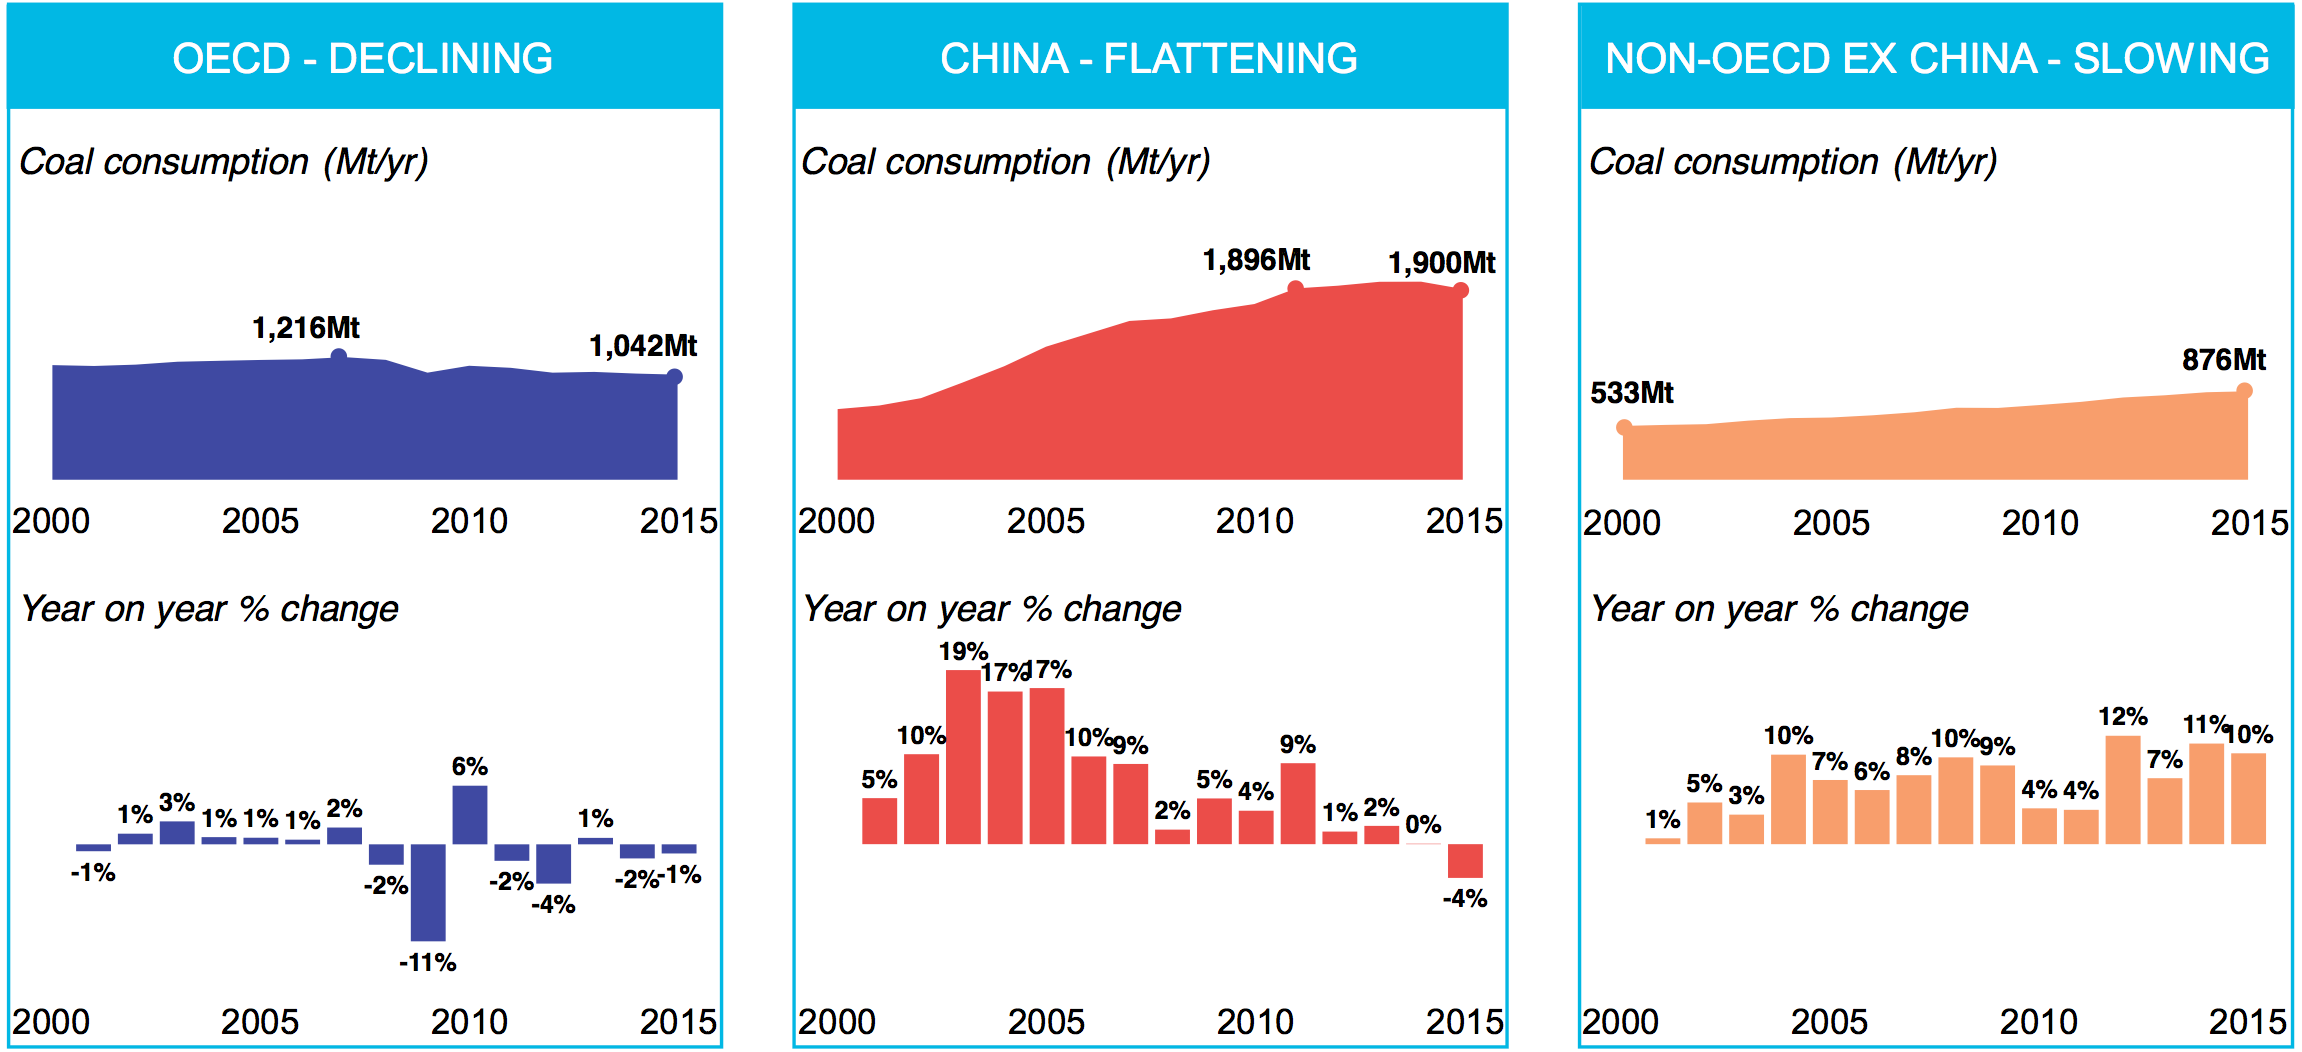 OECD - DECLINING
Coal consumption (Mt/yr)
1,216Mt
1,042Mt
2000 2005 2010 2015
Year on year % change
-1% 1% 3% 1% 1% 1% 2% -2% -11% 6% -2% -4% 1% -2% -1%
2000 2005 2010 2015
CHINA - FLATTENING
Coal consumption (Mt/yr)
1,896Mt 1,900Mt
2000 2005 2010 2015
Year on year % change
5% 10% 19% 17% 17% 10% 9% 2% 5% 4% 9% 1% 2% 0% -4%
2000 2005 2010 2015
NON-OECD EX CHINA - SLOWING
Coal consumption (Mt/yr)
533Mt
876Mt
2000 2005 2010 2015
Year on year % change
1% 5% 3% 10% 7% 6% 8% 10% 9% 4% 4% 12% 7% 11% 10%
2000 2005 2010 2015